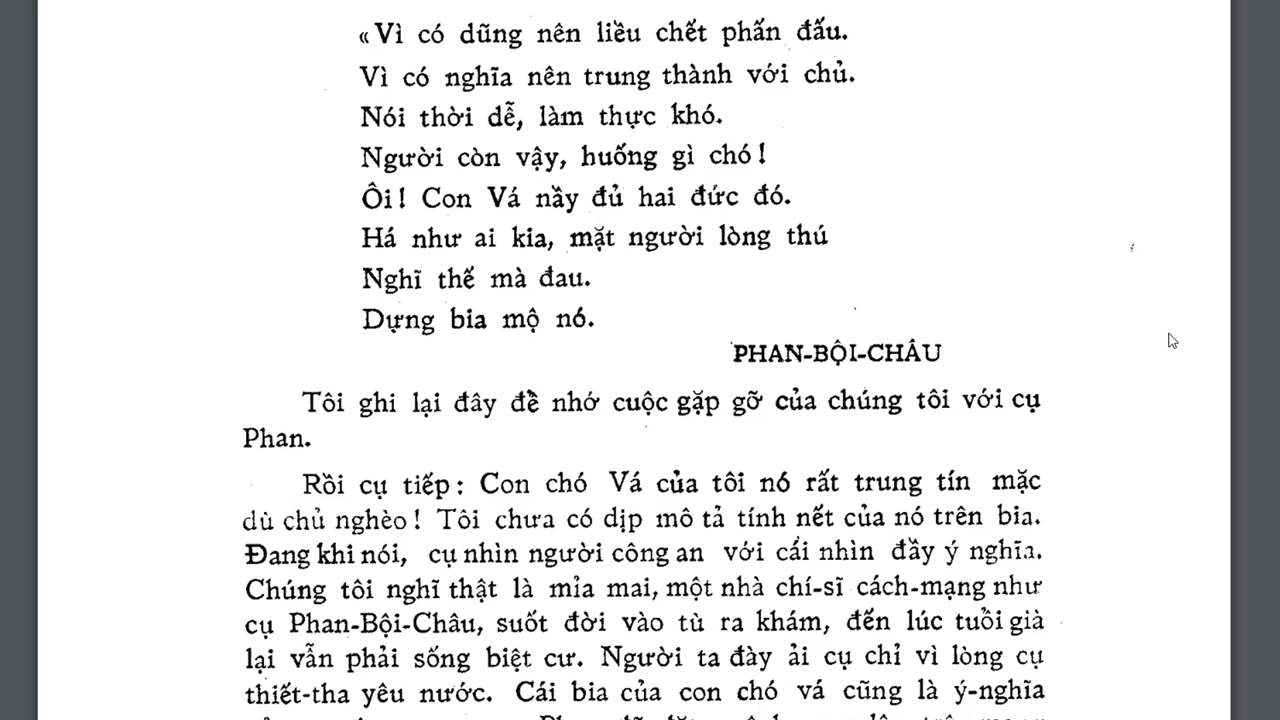 « Vì có dũng nên liều chết phấn đấu.
Vì có nghĩa nên trung thành với chủ.
Nói thời dễ, làm thực khó.
Người còn vậy, huống gì chó !
Ôi ! Con Vá nầy đủ hai đức đó.
Há như ai kia, mặt người lòng thú
Nghĩ thế mà đau.
Dựng bia mộ nó.
PHAN-BỘI-CHÂU
Tôi ghi lại đây để nhớ cuộc gặp gỡ của chúng tôi với cụ
Phan.
Rồi cụ tiếp : Con chó Vá của tôi nó rất trung tín mặc
dù chủ nghèo ! Tôi chưa có dịp mô tả tính nết của nó trên bia.
Đang khi nói, cụ nhìn người công an với cái nhìn đầy ý nghĩa.
Chúng tôi nghĩ thật là mỉa mai, một nhà chí-sĩ cách-mạng như
cụ Phan-Bội-Châu, suốt đời vào tù ra khám, đến lúc tuổi già
lại vẫn phải sống biệt cư. Người ta đày ải cụ chỉ vì lòng cụ
thiết-tha yêu nước. Cái bia của con chó vá cũng là ý-nghĩa